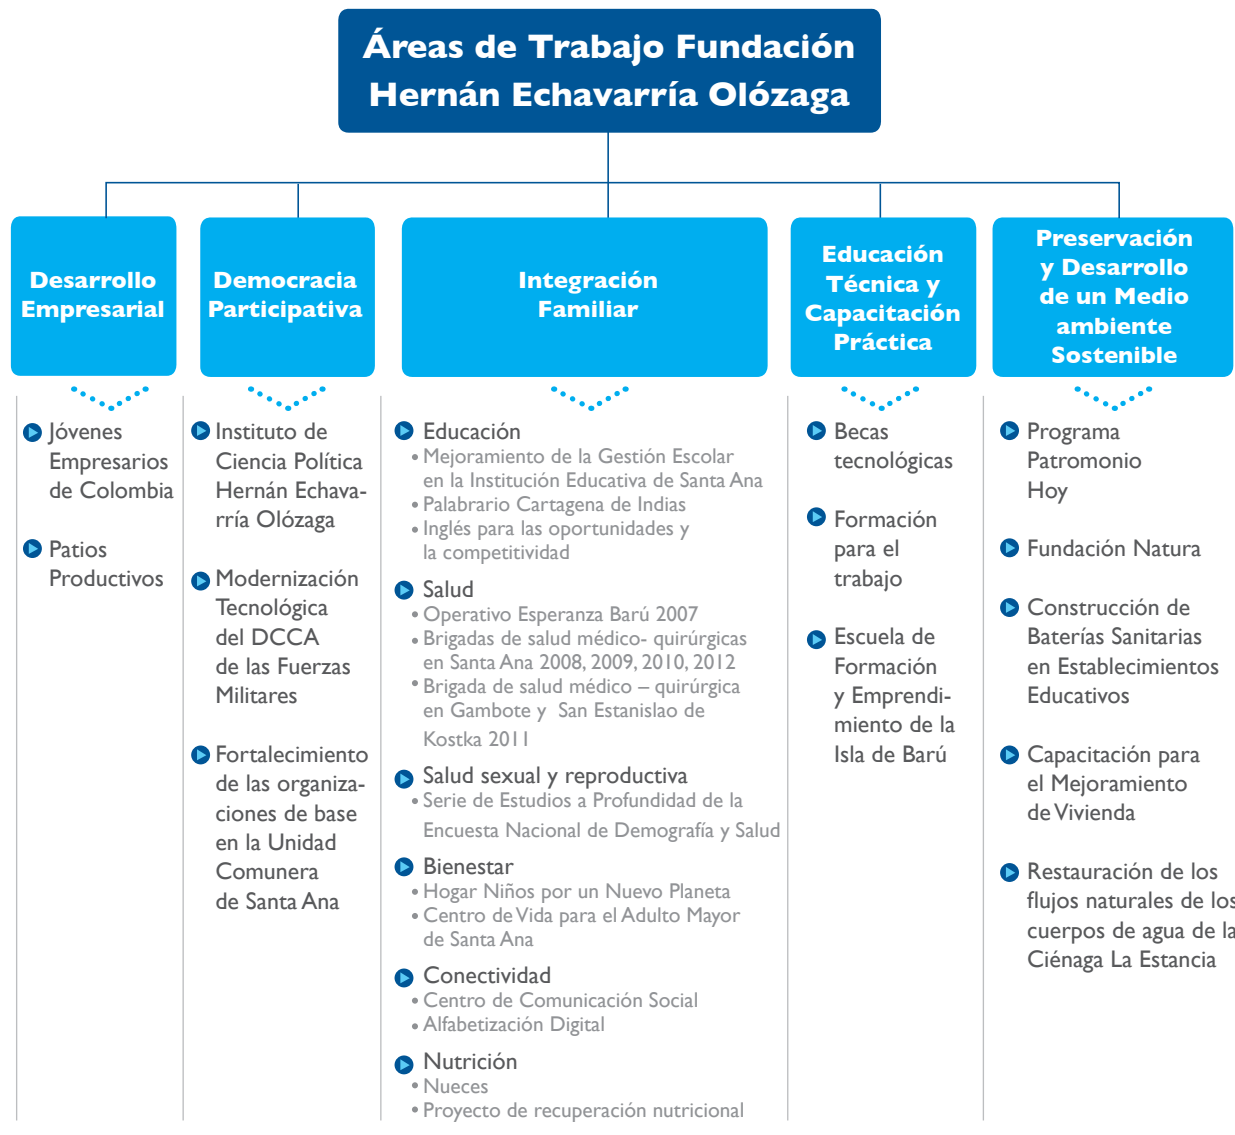 Áreas de Trabajo Fundación
Hernán Echavarría Olózaga
Desarrollo
Empresarial
Jóvenes
Empresarios
de Colombia
Patios
Productivos
Democracia
Participativa
Instituto de
Ciencia Política
Hernán Echava-
rría Olózaga
Modernización
Tecnológica
del DCCA
de las Fuerzas
Militares
Fortalecimiento
de las organiza-
ciones de base
en la Unidad
Comunera
de Santa Ana
Integración
Familiar
Educación
• Mejoramiento de la Gestión Escolar
en la Institución Educativa de Santa Ana
• Palabrario Cartagena de Indias
• Inglés para las oportunidades y
la competitividad
Salud
• Operativo Esperanza Barú 2007
• Brigadas de salud médico- quirúrgicas
en Santa Ana 2008, 2009, 2010, 2012
• Brigada de salud médico – quirúrgica
en Gambote y San Estanislao de
Kostka 2011
Salud sexual y reproductiva
• Serie de Estudios a Profundidad de la
Encuesta Nacional de Demografía y Salud
Bienestar
• Hogar Niños por un Nuevo Planeta
• Centro de Vida para el Adulto Mayor
de Santa Ana
Conectividad
• Centro de Comunicación Social
• Alfabetización Digital
Nutrición
• Nueces
• Proyecto de recuperación nutricional
Educación
Técnica y
Capacitación
Práctica
Becas
tecnológicas
Formación
para el
trabajo
Escuela de
Formación
y Emprendi-
miento de la
Isla de Barú
Preservación
y Desarrollo
de un Medio
ambiente
Sostenible
Programa
Patromonio
Hoy
Fundación Natura
Construcción de
Baterías Sanitarias
en Establecimientos
Educativos
Capacitación para
el Mejoramiento
de Vivienda
Restauración de los
flujos naturales de los
cuerpos de agua de la
Ciénaga La Estancia